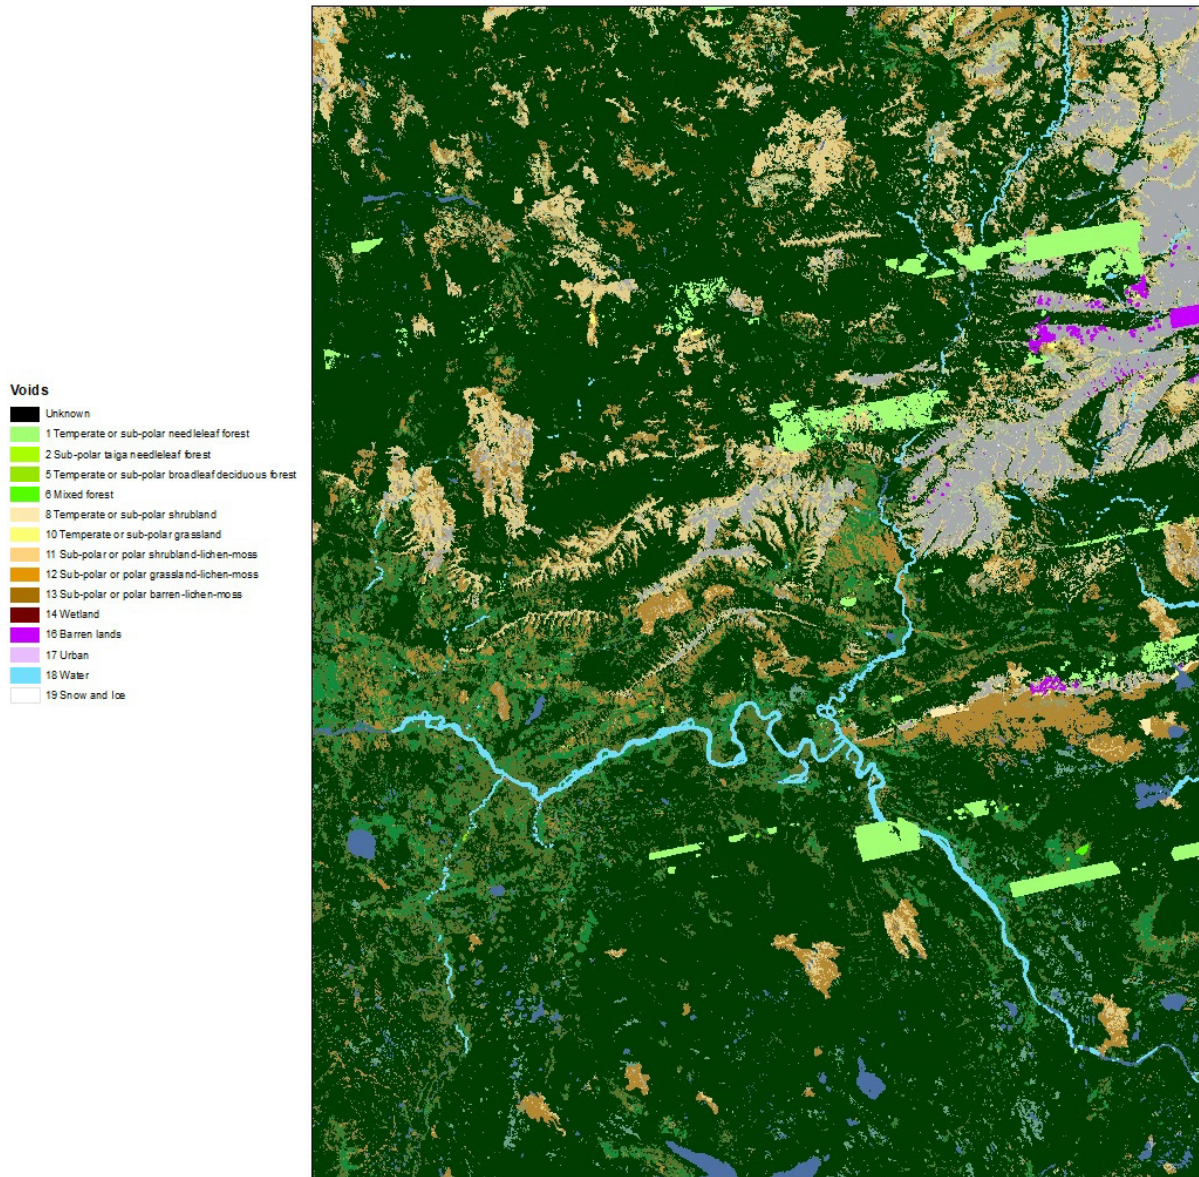 Voids
Unknown
1 Temperate or sub-polar needleleaf forest
2 Sub-polar taiga needleleaf forest
5 Temperate or sub-polar broadleaf deciduous forest
6 Mixed forest
8 Temperate or sub-polar shrubland
10 Temperate or sub-polar grassland
11 Sub-polar or polar shrubland-lichen-moss
12 Sub-polar or polar grassland-lichen-moss
13 Sub-polar or polar barren-lichen-moss
14 Wetland
16 Barren lands
17 Urban
18 Water
19 Snow and Ice